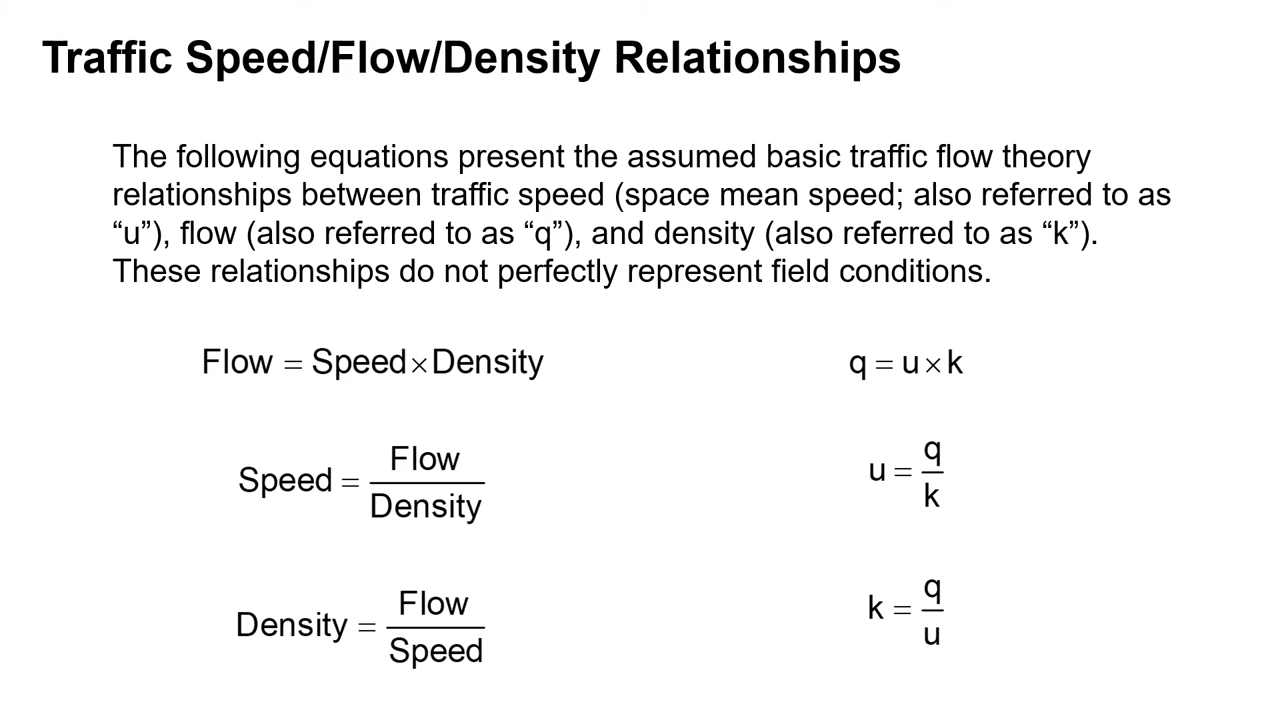 Traffic Speed/Flow/Density Relationships
The following equations present the assumed basic traffic flow theory
relationships between traffic speed (space mean speed; also referred to as
“u”), flow (also referred to as “q”), and density (also referred to as “k”).
These relationships do not perfectly represent field conditions.
Flow = Speed × Density
q = u × k
Speed = Flow / Density
u = q / k
Density = Flow / Speed
k = q / u